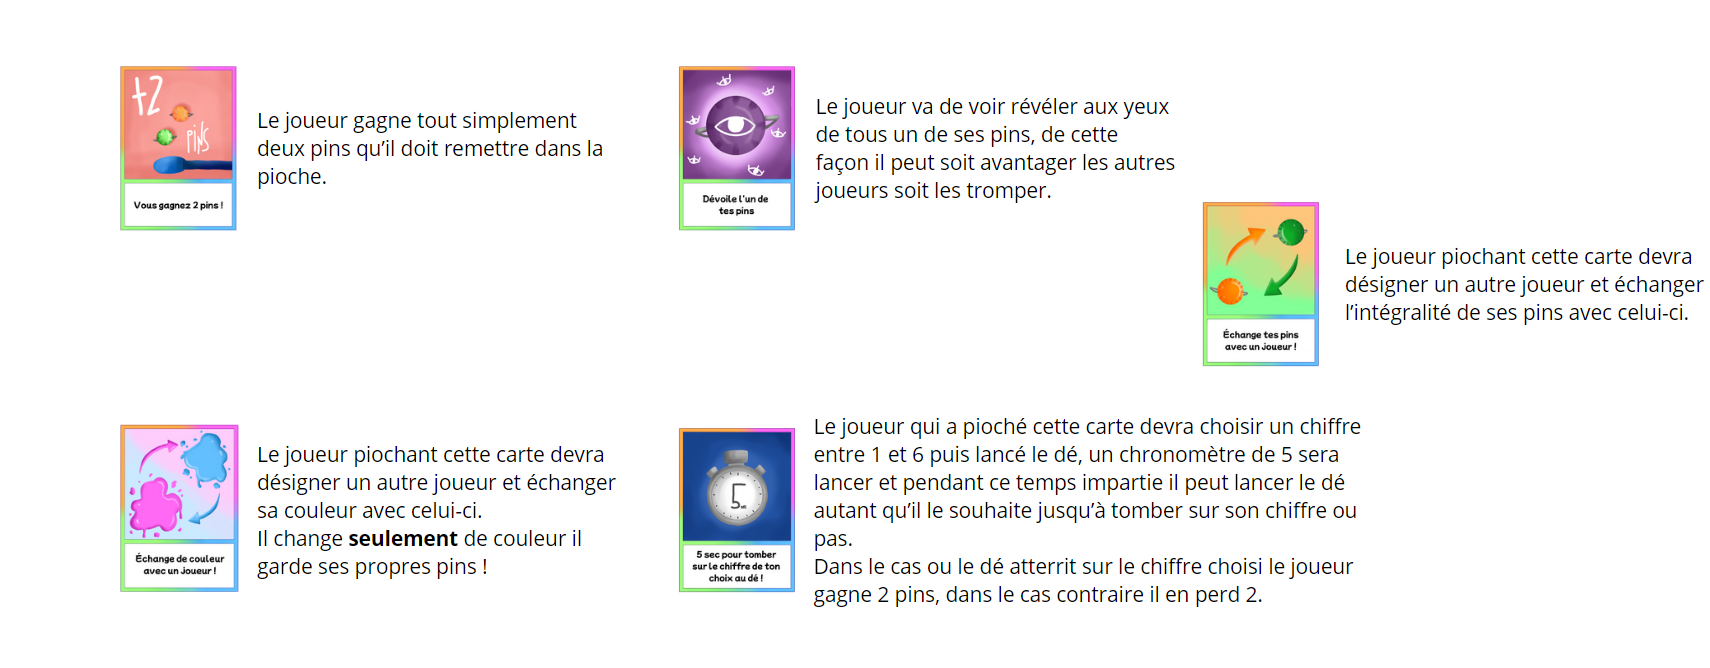 +2
PINS
Vous gagnez 2 pins !
Le joueur gagne tout simplement
deux pins qu'il doit remettre dans la
pioche.
Dévoile l'un de
tes pins
Le joueur va de voir révéler aux yeux
de tous un de ses pins, de cette
façon il peut soit avantager les autres
joueurs soit les tromper.
Échange tes pins
avec un joueur !
Le joueur piochant cette carte devra
désigner un autre joueur et échanger
l'intégralité de ses pins avec celui-ci.
Échange de couleur
avec un joueur !
Le joueur piochant cette carte devra
désigner un autre joueur et échanger
sa couleur avec celui-ci.
Il change seulement de couleur il
garde ses propres pins !
5
5 sec pour tomber
sur le chiffre de ton
choix au dé !
Le joueur qui a pioché cette carte devra choisir un chiffre
entre 1 et 6 puis lancé le dé, un chronomètre de 5 sera
lancer et pendant ce temps impartie il peut lancer le dé
autant qu'il le souhaite jusqu'à tomber sur son chiffre ou
pas.
Dans le cas ou le dé atterrit sur le chiffre choisi le joueur
gagne 2 pins, dans le cas contraire il en perd 2.